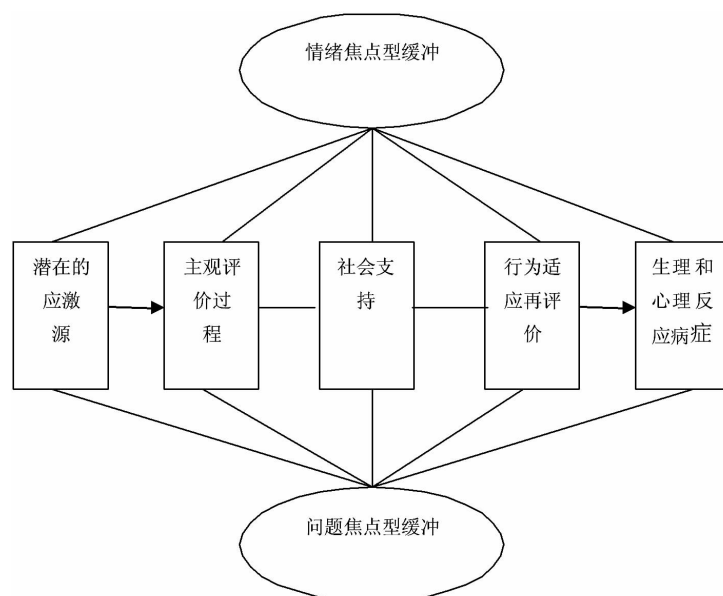 情绪焦点型缓冲
潜在的
应激
源
主观评
价过
程
社会支
持
行为适
应再评
价
生理和
心理反
应病症
问题焦点型缓冲